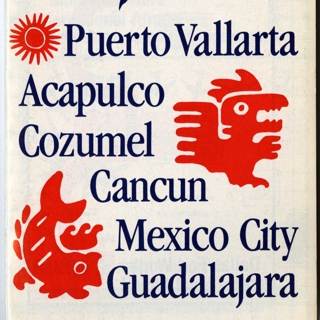 Puerto Vallarta
Acapulco
Cozumel
Cancun
Mexico City
Guadalajara